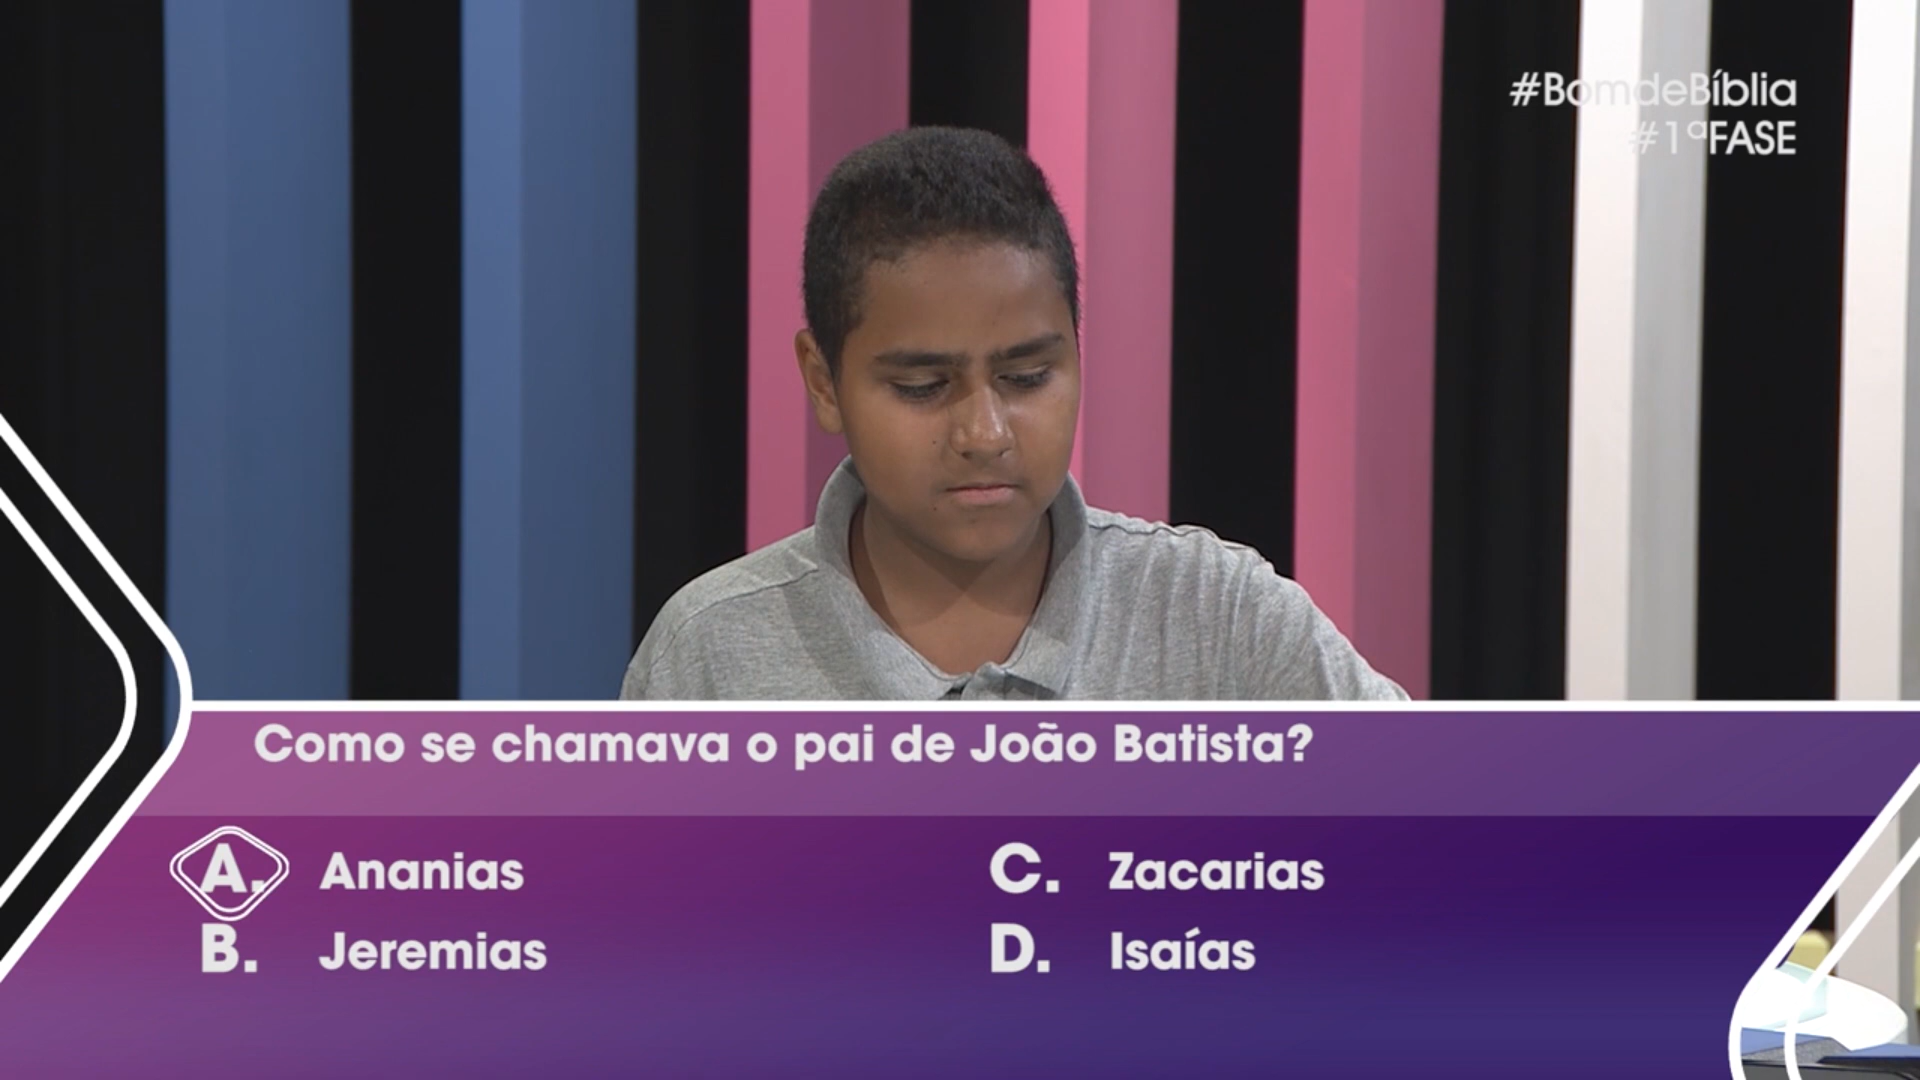 #BomdeBíblia
#1ªFASE
Como se chamava o pai de João Batista?
A. Ananias
B. Jeremias
C. Zacarias
D. Isaías